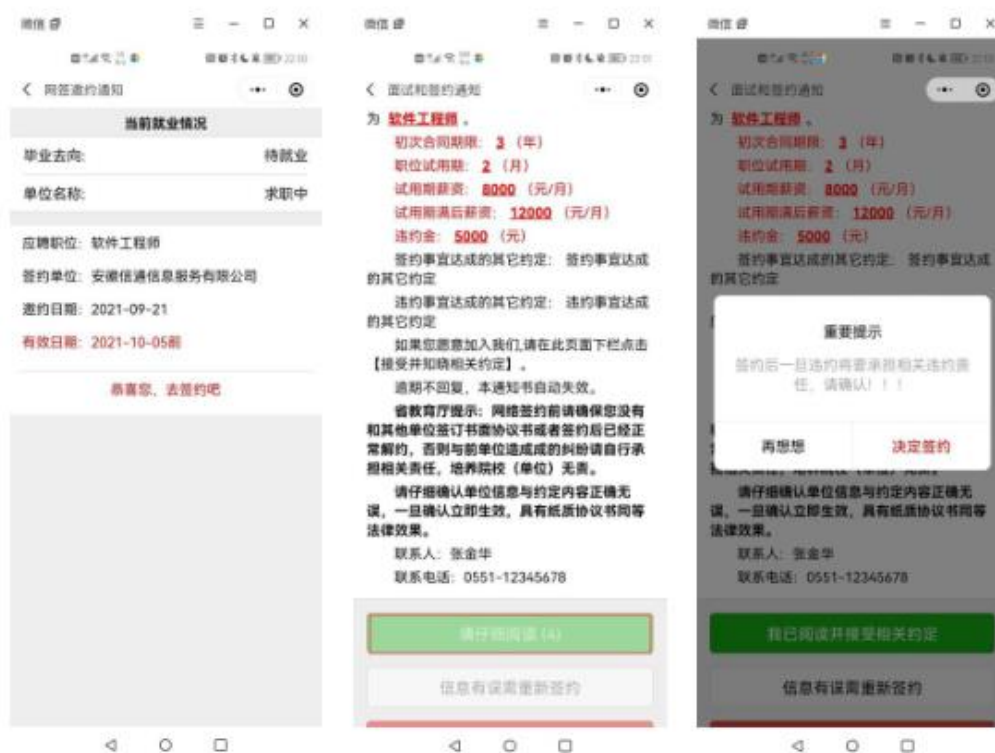 微信
网签邀约通知
当前就业情况
毕业去向: 待就业
单位名称: 求职中
应聘职位: 软件工程师
签约单位: 安徽信通信息服务有限公司
邀约日期: 2021-09-21
有效日期: 2021-10-05前
恭喜您、去签约吧
微信
面试和签约通知
为 软件工程师 。
初次合同期限: 3 (年)
职位试用期: 2 (月)
试用期薪资: 8000 (元/月)
试用期满后薪资: 12000 (元/月)
违约金: 5000 (元)
签约事宜达成的其它约定: 签约事宜达成
的其它约定
违约事宜达成的其它约定: 违约事宜达成
的其它约定
如果您愿意加入我们,请在此页面下栏点击
【接受并知晓相关约定】。
逾期不回复，本通知书自动失效。
省教育厅提示: 网络签约前请确保您没有
和其他单位签订书面协议书或者签约后已经正
常解约，否则与前单位造成成的纠纷请自行承
担相关责任，培养院校（单位）无责。
请仔细确认单位信息与约定内容正确无
误，一旦确认立即生效，具有纸质协议书同等
法律效果。
联系人: 张金华
联系电话: 0551-12345678
请仔细阅读 (4)
信息有误需重新签约
微信
面试和签约通知
为 软件工程师 。
初次合同期限: 3 (年)
职位试用期: 2 (月)
试用期薪资: 8000 (元/月)
试用期满后薪资: 12000 (元/月)
违约金: 5000 (元)
签约事宜达成的其它约定: 签约事宜达成
的其它约定
重要提示
签约后一旦违约将要承担相关违约责
任，请确认！！！
再想想 决定签约
担相关责任，培养院校（单位）无责。
请仔细确认单位信息与约定内容正确无
误，一旦确认立即生效，具有纸质协议书同等
法律效果。
联系人: 张金华
联系电话: 0551-12345678
我已阅读并接受相关约定
信息有误需重新签约